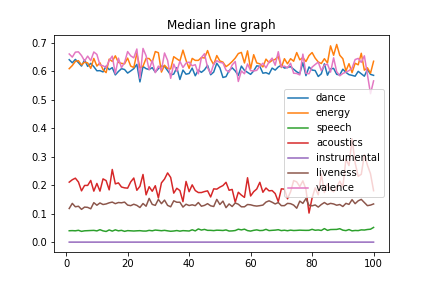 Median line graph
0.7
0.6
0.5
0.4
0.3
0.2
0.1
0.0
0
20
40
60
80
100
dance
energy
speech
acoustics
instrumental
liveness
valence